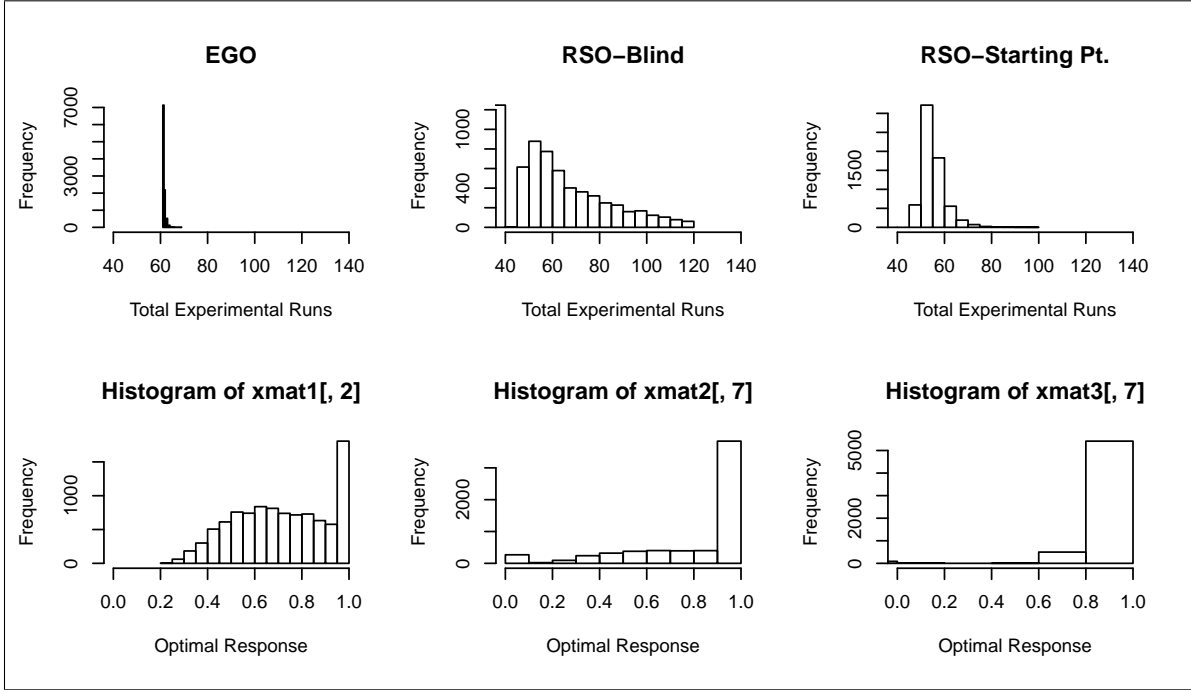 EGO
Frequency
0 3000 7000
40 60 80 100 120 140
Total Experimental Runs
RSO−Blind
Frequency
0 400 1000
40 60 80 100 120 140
Total Experimental Runs
RSO−Starting Pt.
Frequency
0 1500
40 60 80 100 120 140
Total Experimental Runs
Histogram of xmat1[, 2]
Frequency
0 1000
0.0 0.2 0.4 0.6 0.8 1.0
Optimal Response
Histogram of xmat2[, 7]
Frequency
0 2000
0.0 0.2 0.4 0.6 0.8 1.0
Optimal Response
Histogram of xmat3[, 7]
Frequency
0 2000 5000
0.0 0.2 0.4 0.6 0.8 1.0
Optimal Response